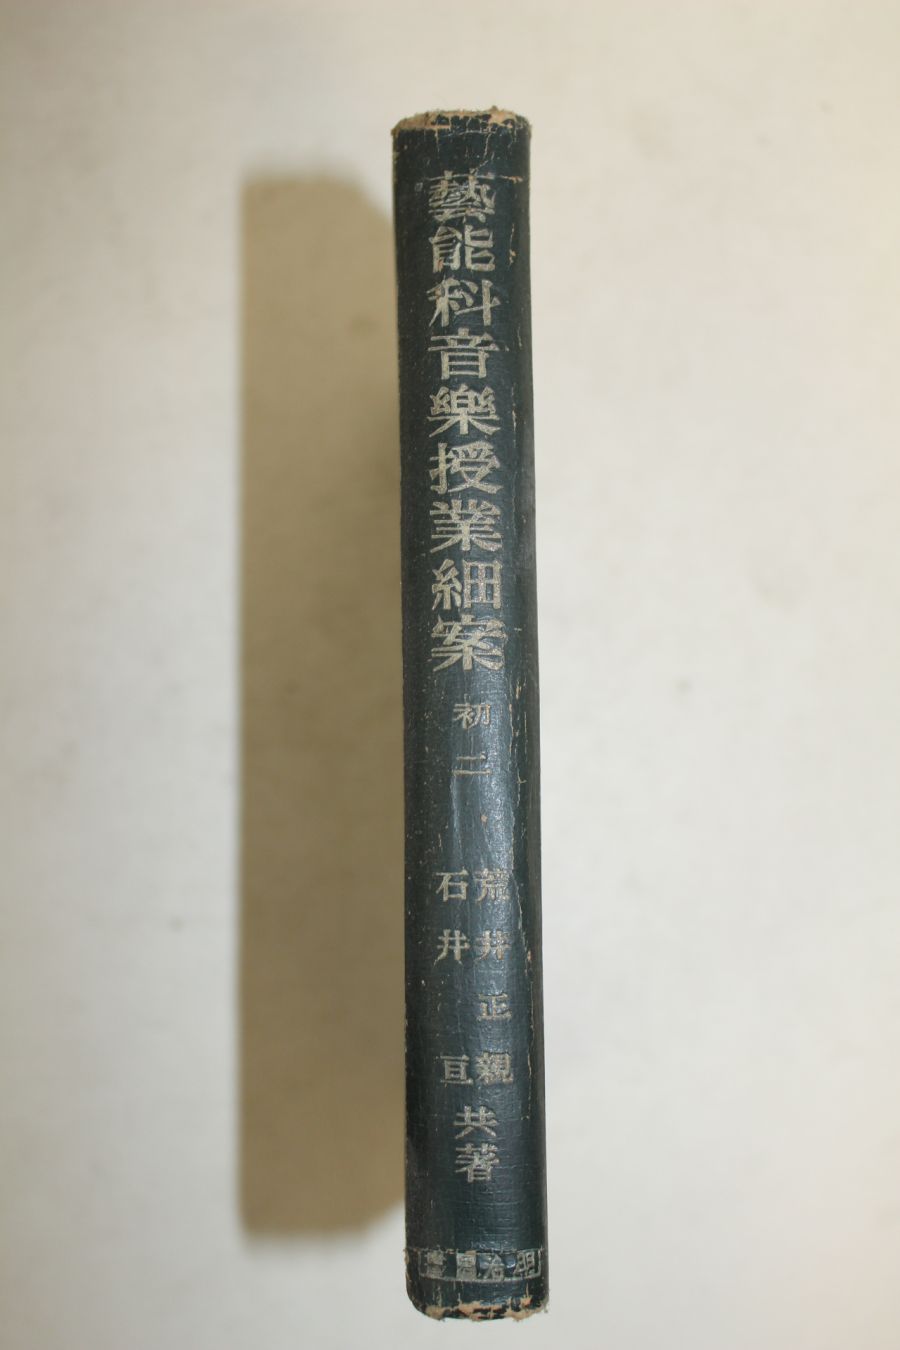 藝能科音樂授業細案
初二
荒井正親
石井亘
共著
明治圖書